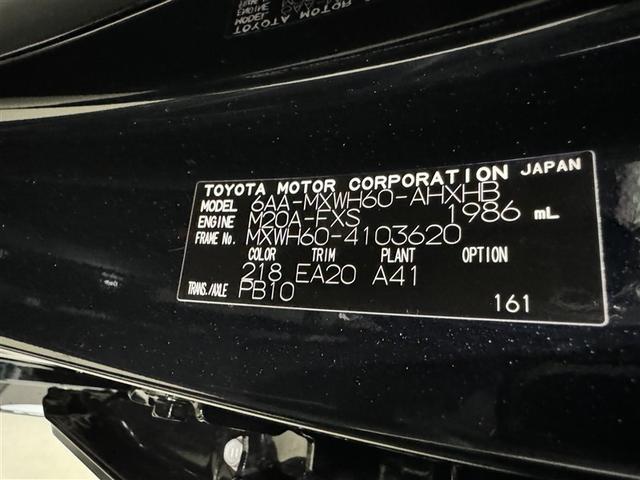 TOYOTA MOTOR CORPORATION JAPAN
MODEL 6AA-MXWH60-AHXHB
ENGINE M20A-FXS 1986 mL
FRAME No. MXWH60-4103620
COLOR TRIM PLANT OPTION
218 EA20 A41
TRANS./AXLE PB10
161